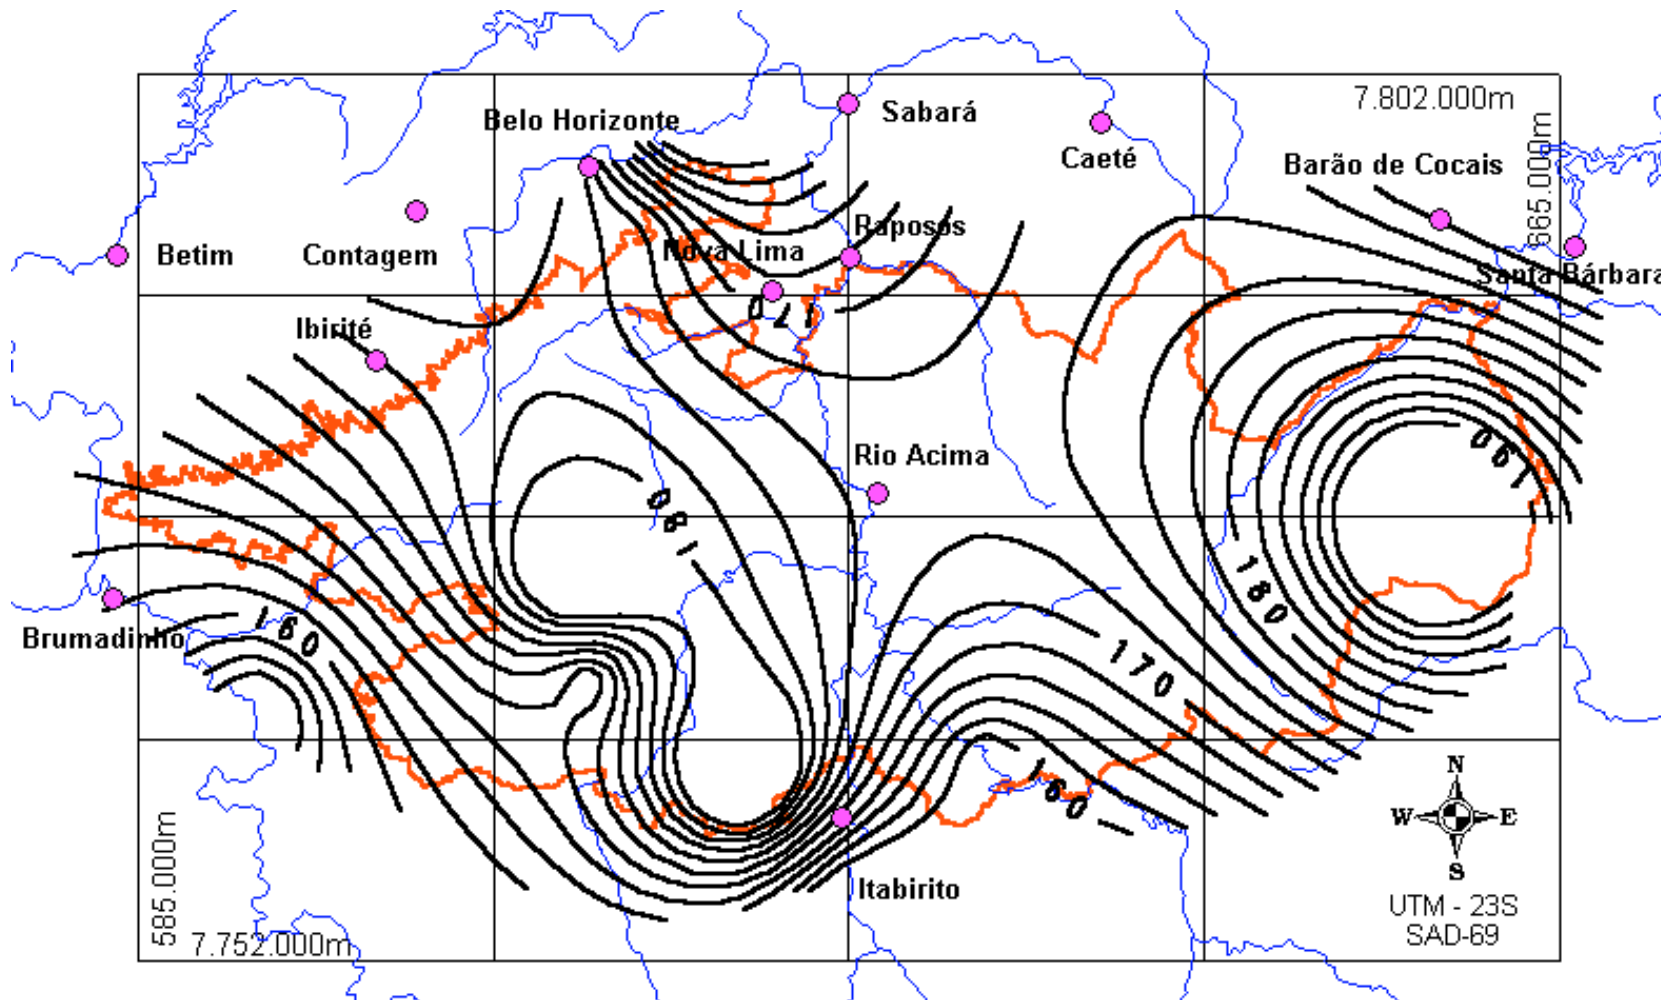 7.802.000m
Sabará
Belo Horizonte
665.000m
Caeté
Barão de Cocais
Raposos
Nova Lima
Betim
Contagem
Santa Bárbara
170
Ibirité
190
Rio Acima
180
180
Brumadinho
160
170
N
160
W
E
S
585.000m
Itabirito
UTM - 23S
SAD-69
7.752.000m